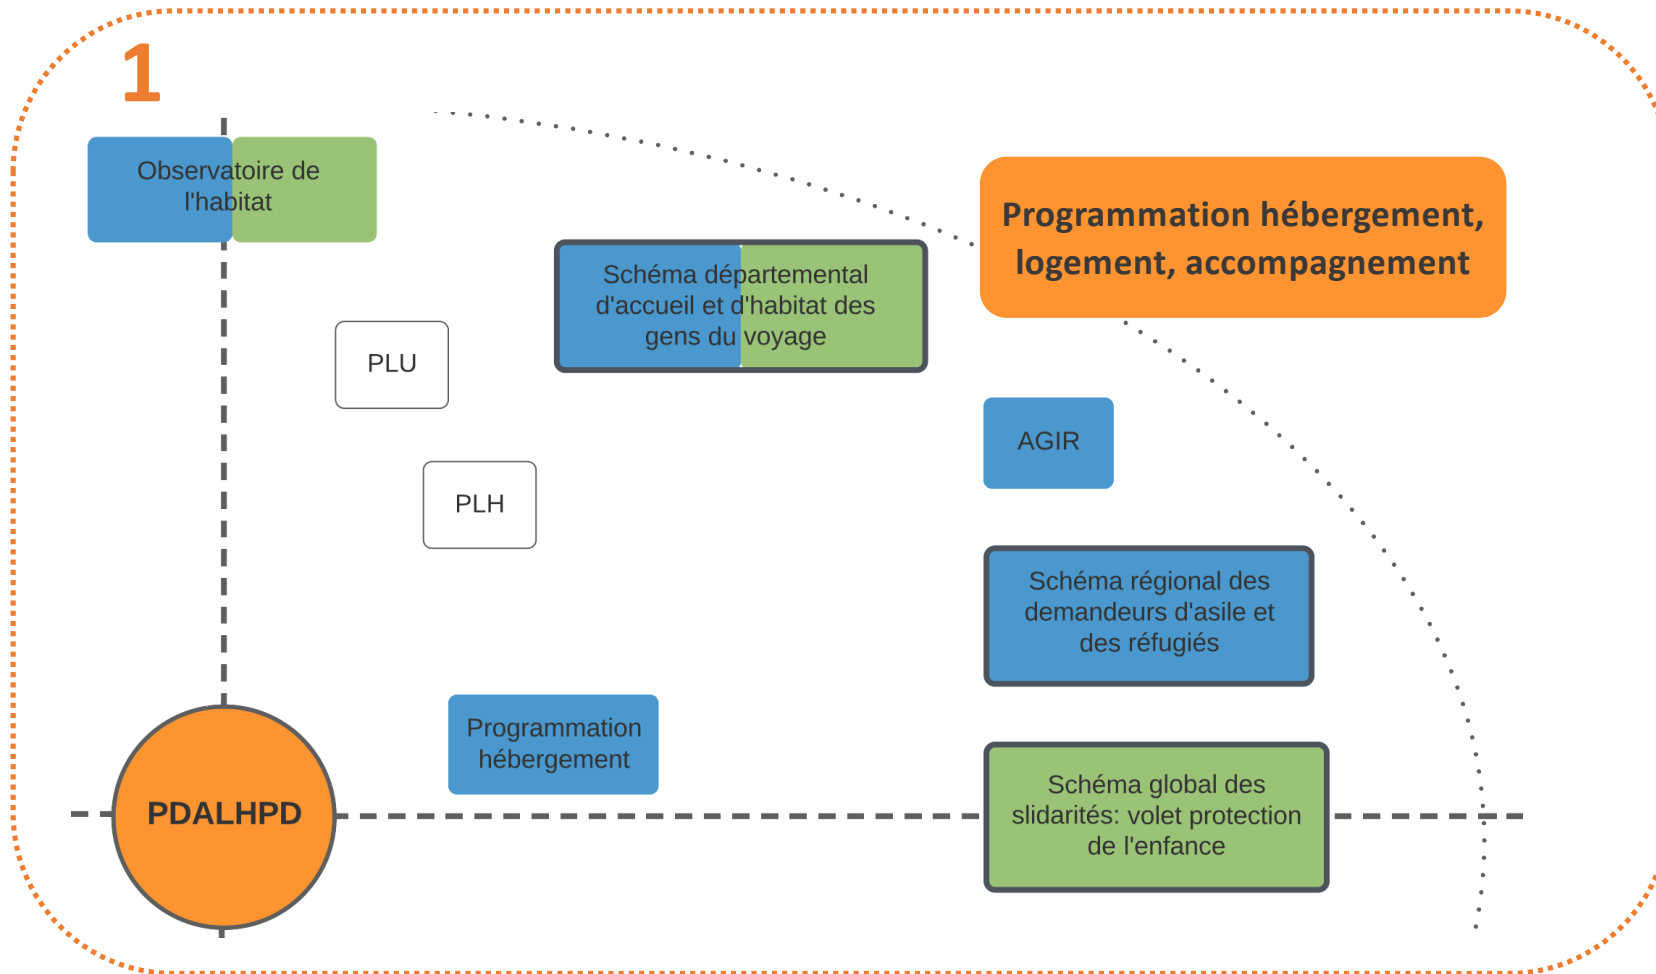 1
Observatoire de
l'habitat
Programmation hébergement,
logement, accompagnement
Schéma départemental
d'accueil et d'habitat des
gens du voyage
PLU
AGIR
PLH
Schéma régional des
demandeurs d'asile et
des réfugiés
Programmation
hébergement
PDALHPD
Schéma global des
slidarités: volet protection
de l'enfance